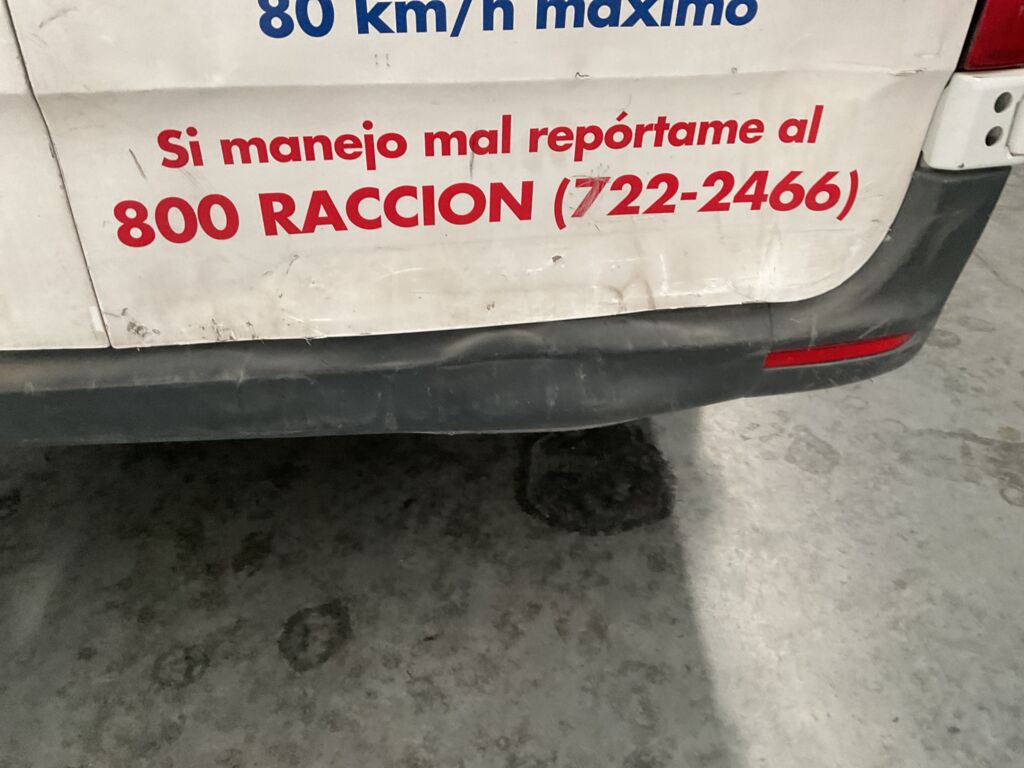 80 km/h máximo
Si manejo mal repórtame al
800 RACCION (722-2466)